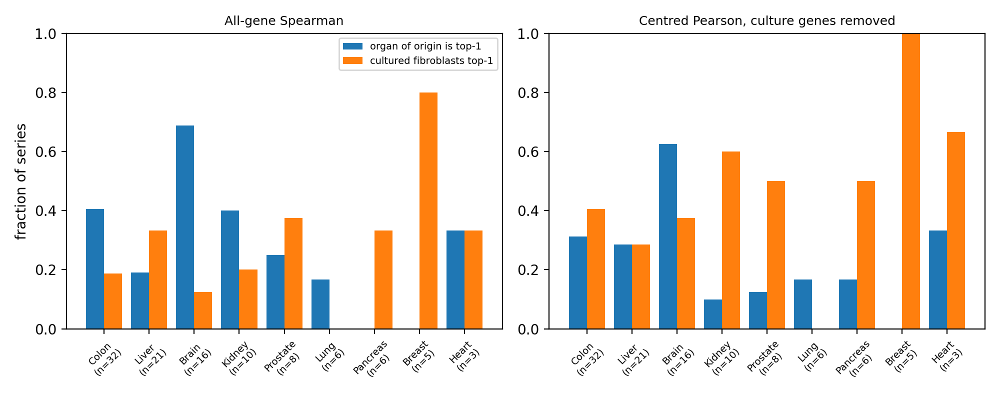 All-gene Spearman
1.0
0.8
0.6
0.4
0.2
0.0
fraction of series
organ of origin is top-1
cultured fibroblasts top-1
Colon
(n=32)
Liver
(n=21)
Brain
(n=16)
Kidney
(n=10)
Prostate
(n=8)
Lung
(n=6)
Pancreas
(n=6)
Breast
(n=5)
Heart
(n=3)
Centred Pearson, culture genes removed
1.0
0.8
0.6
0.4
0.2
0.0
Colon
(n=32)
Liver
(n=21)
Brain
(n=16)
Kidney
(n=10)
Prostate
(n=8)
Lung
(n=6)
Pancreas
(n=6)
Breast
(n=5)
Heart
(n=3)